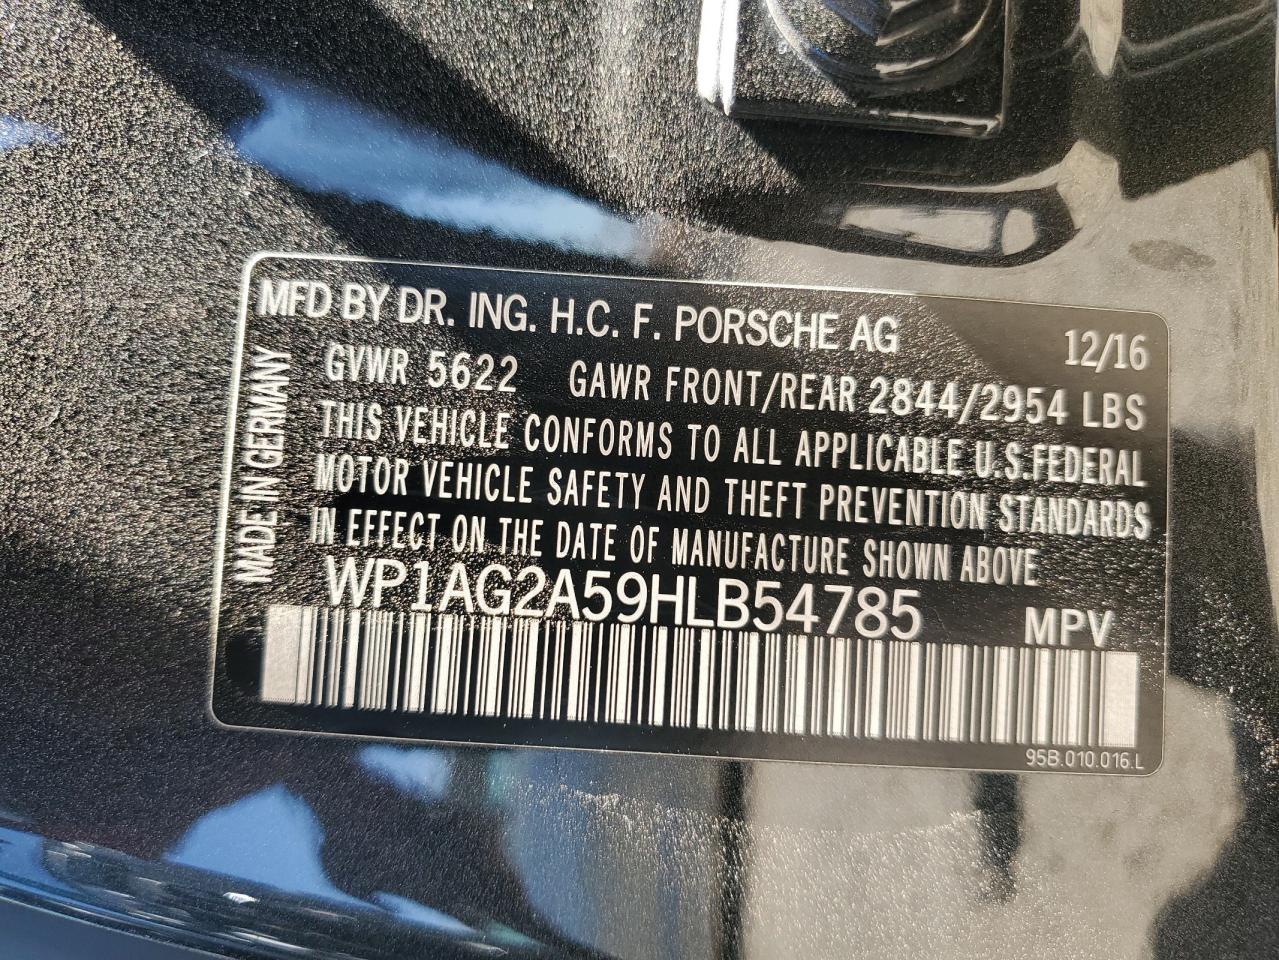 MFD BY DR. ING. H.C. F. PORSCHE AG 12/16
GVWR 5622 GAWR FRONT/REAR 2844/2954 LBS
THIS VEHICLE CONFORMS TO ALL APPLICABLE U.S.FEDERAL
MOTOR VEHICLE SAFETY AND THEFT PREVENTION STANDARDS
IN EFFECT ON THE DATE OF MANUFACTURE SHOWN ABOVE
WP1AG2A59HLB54785 MPV
MADE IN GERMANY
95B.010.016.L